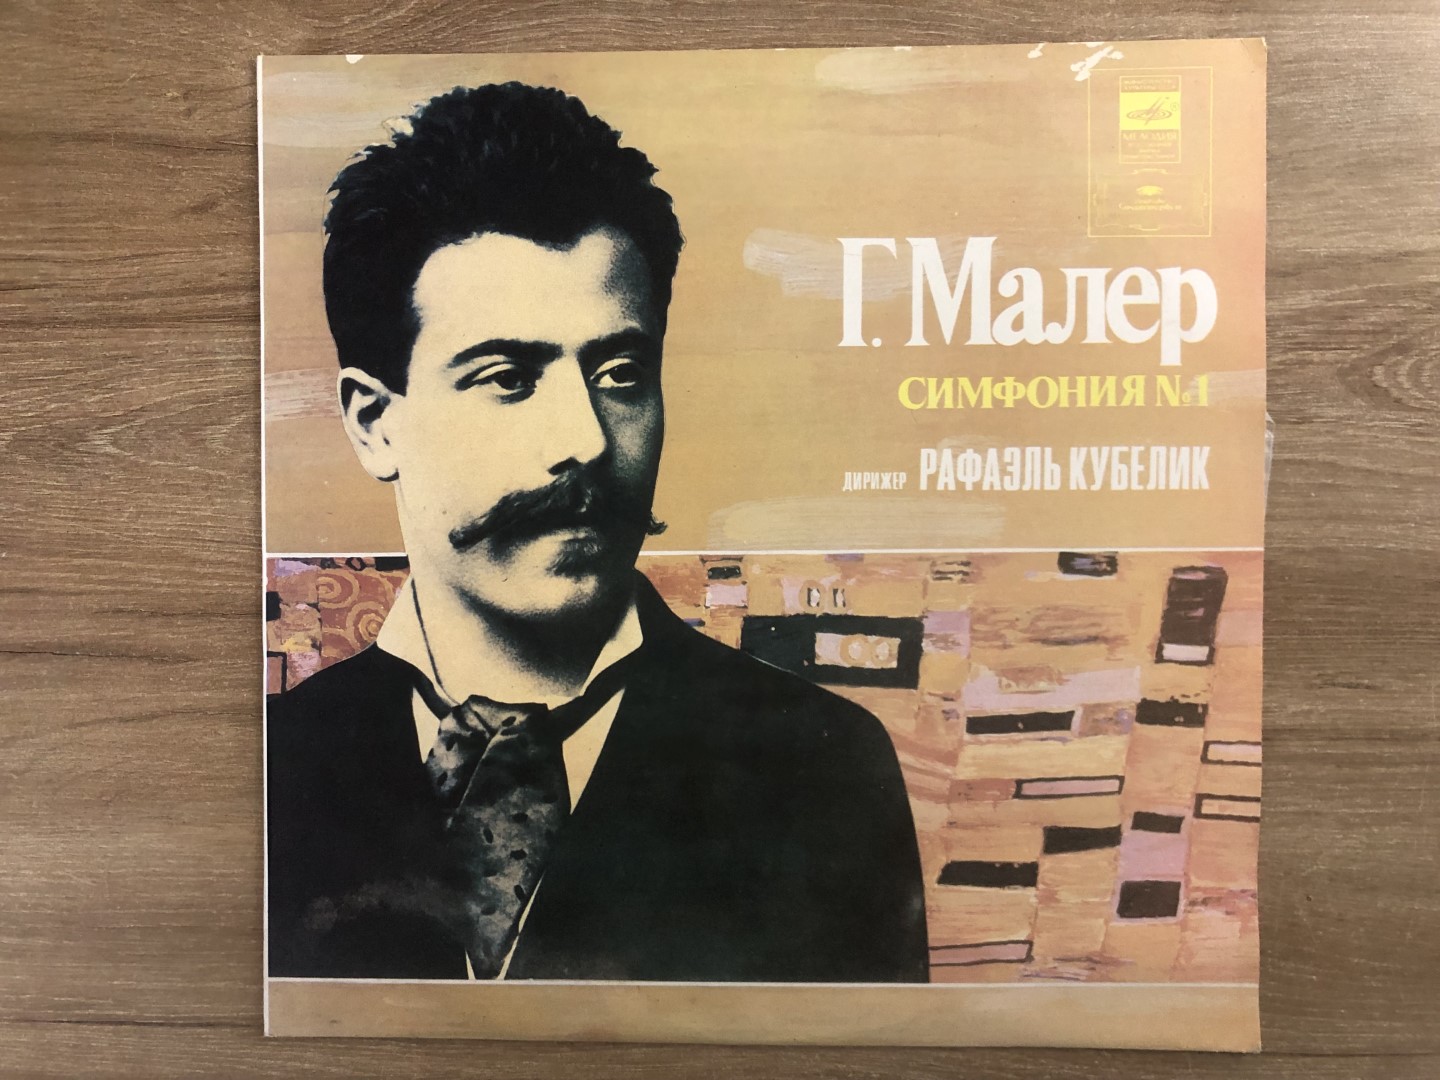 Г. Малер
СИМФОНИЯ №1
ДИРИЖЕР РАФАЭЛЬ КУБЕЛИК